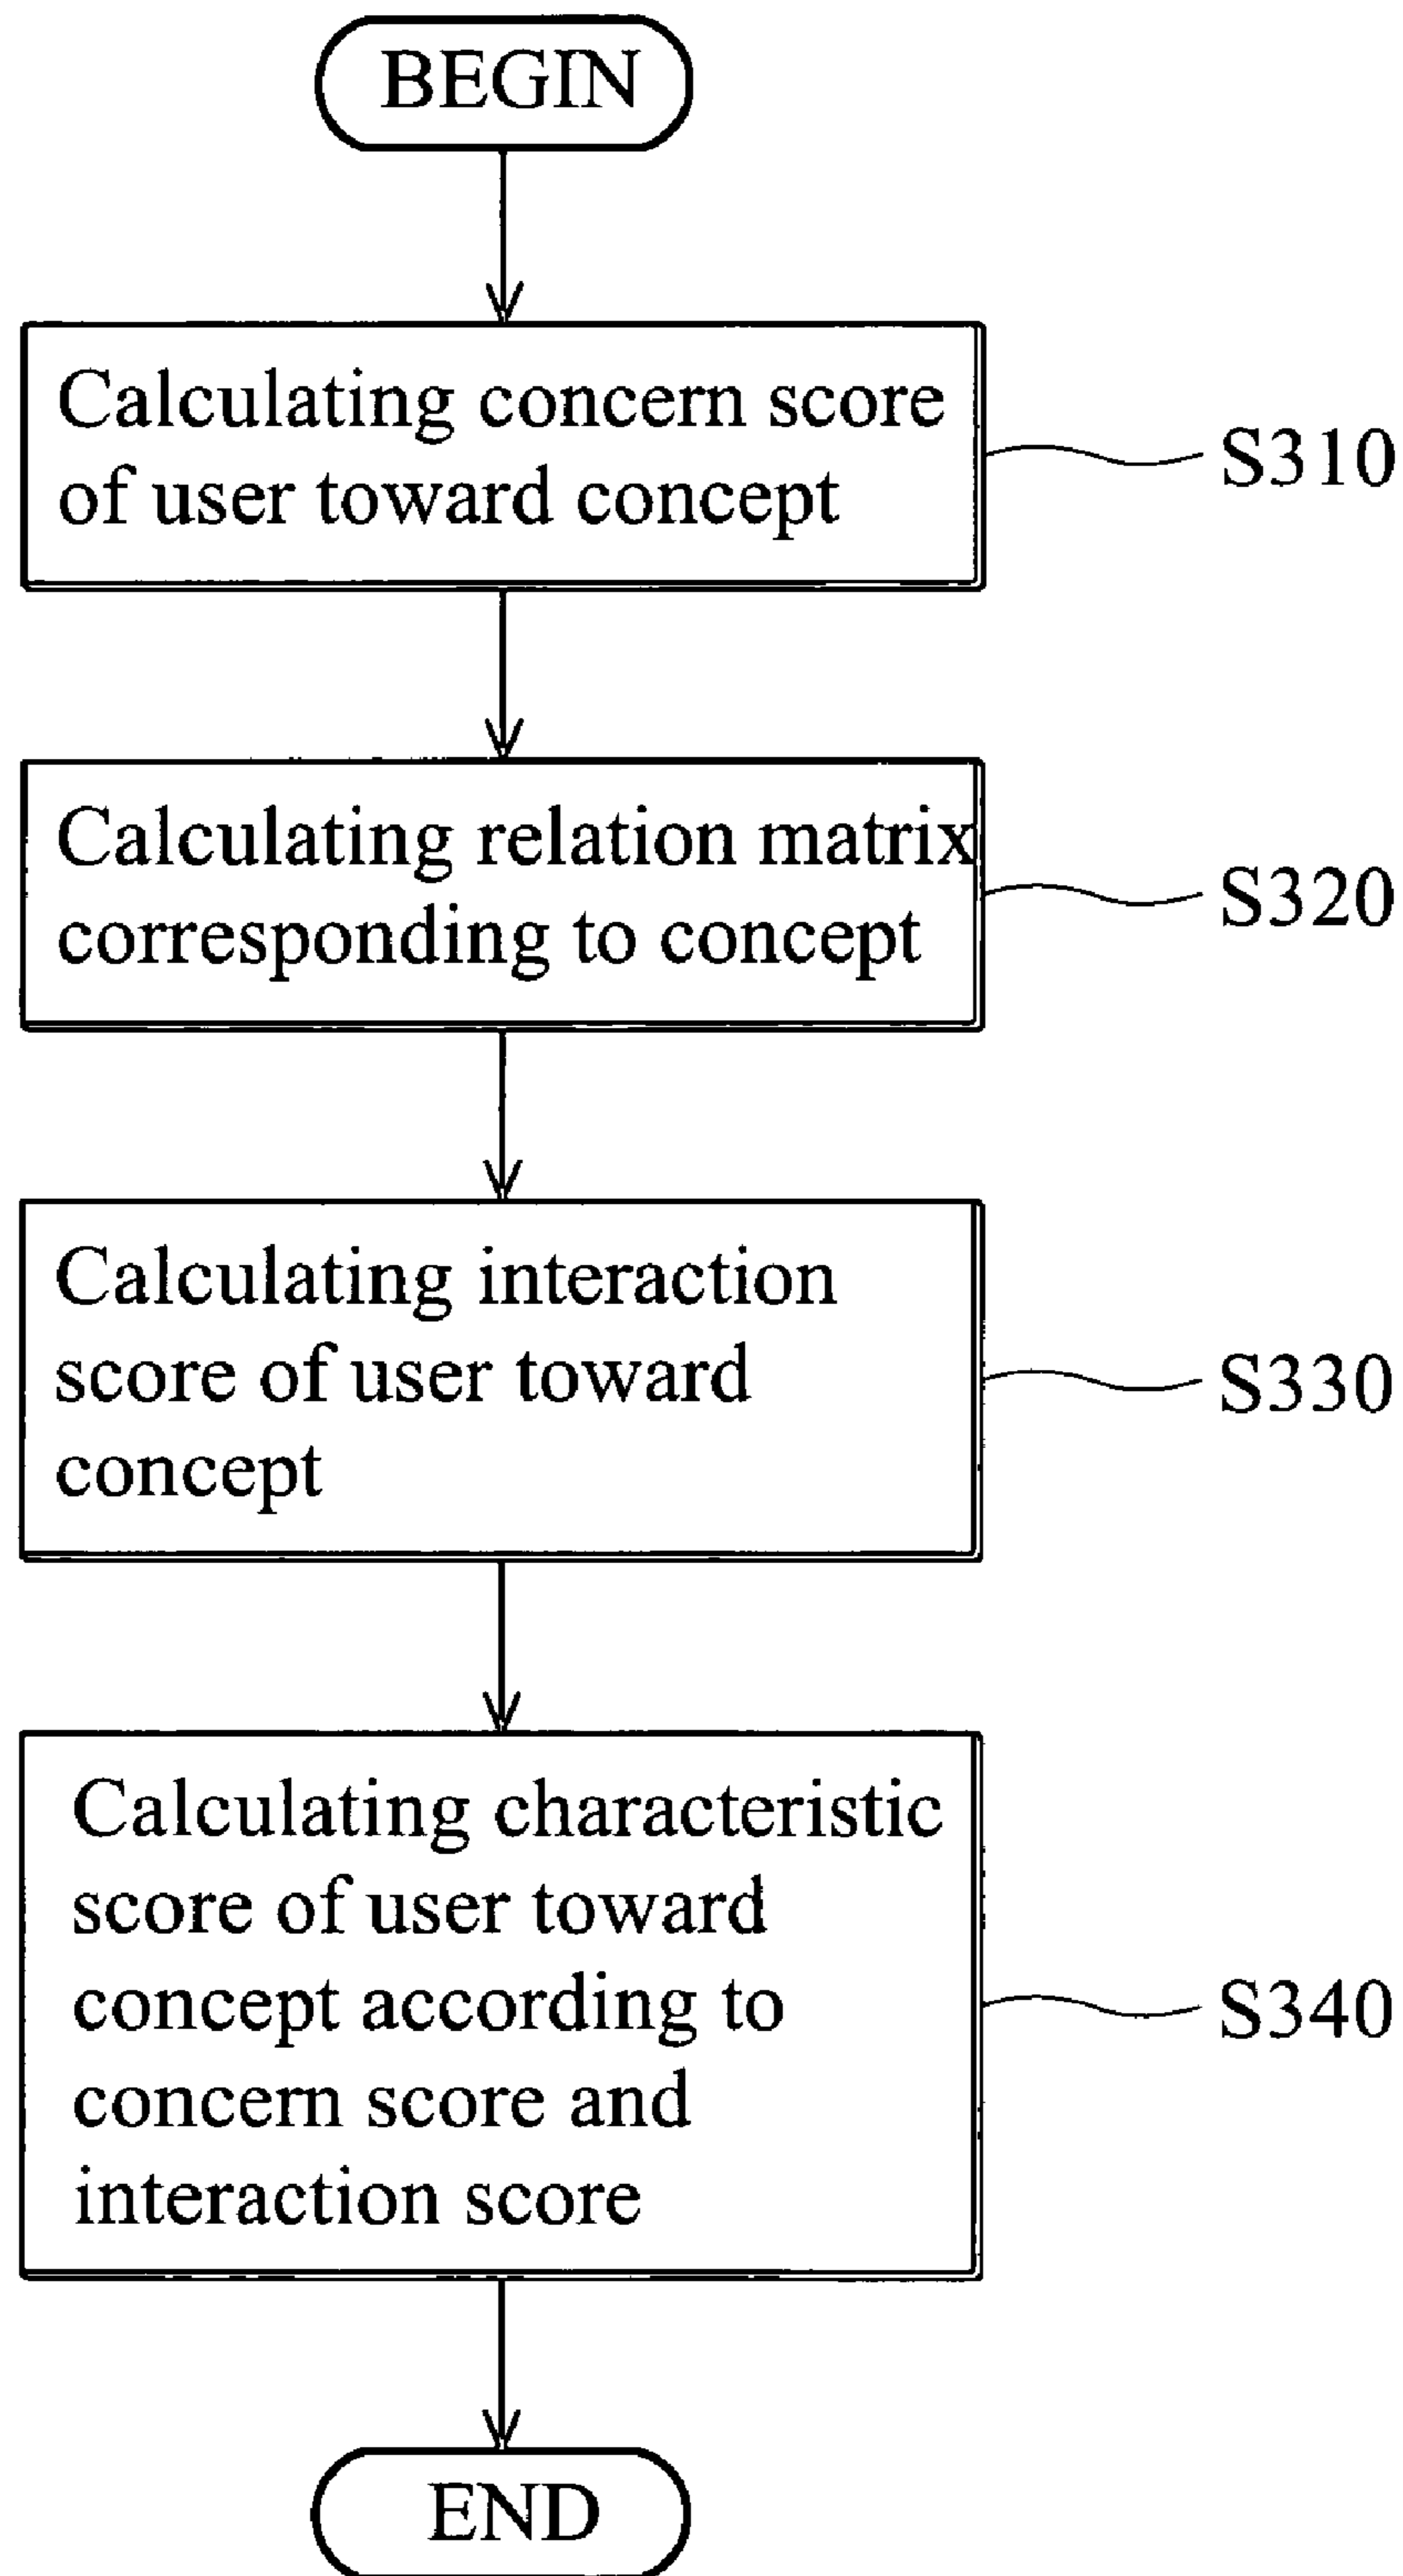 BEGIN
Calculating concern score
of user toward concept
S310
Calculating relation matrix
corresponding to concept
S320
Calculating interaction
score of user toward
concept
S330
Calculating characteristic
score of user toward
concept according to
concern score and
interaction score
S340
END